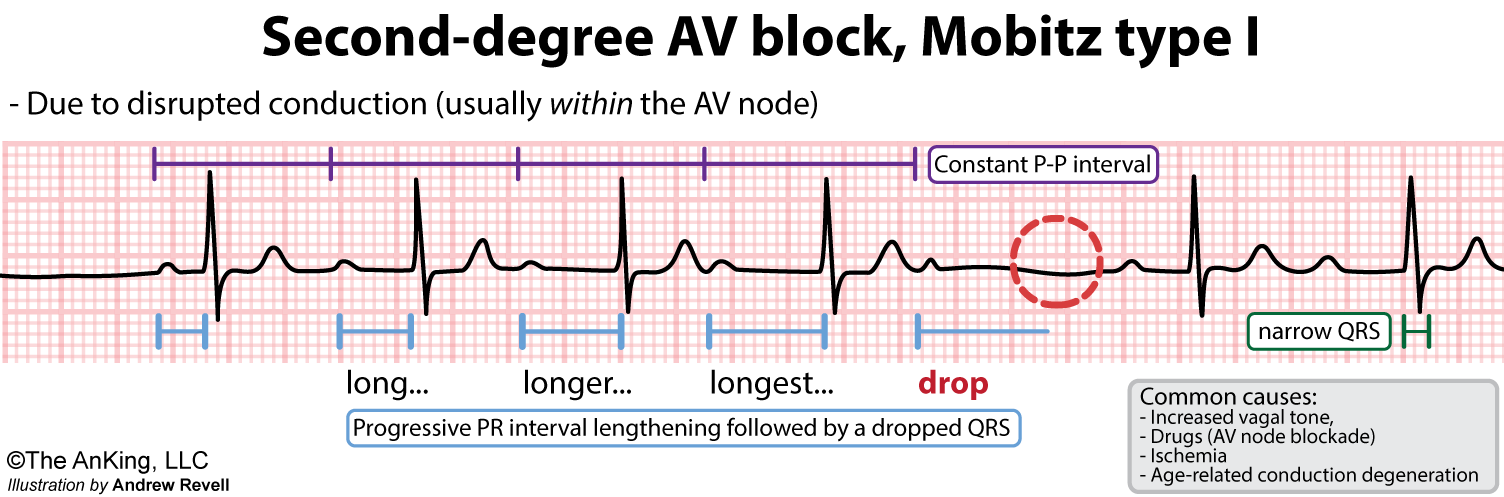 Second-degree AV block, Mobitz type I
- Due to disrupted conduction (usually within the AV node)
Constant P-P interval
narrow QRS
long...
longer...
longest...
drop
Progressive PR interval lengthening followed by a dropped QRS
Common causes:
- Increased vagal tone,
- Drugs (AV node blockade)
- Ischemia
- Age-related conduction degeneration
©The AnKing, LLC
Illustration by Andrew Revell